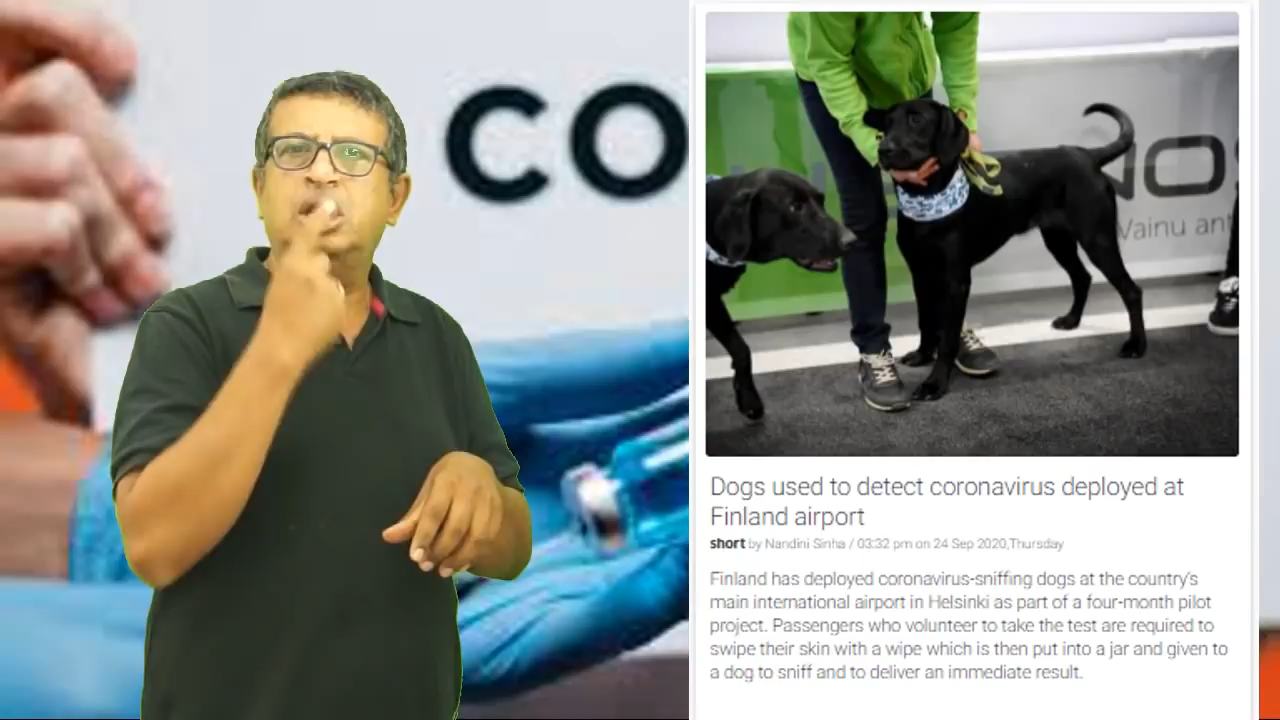 CO
NOS
Vainu ant
Dogs used to detect coronavirus deployed at
Finland airport
short by Nandini Sinha / 03:32 pm on 24 Sep 2020,Thursday
Finland has deployed coronavirus-sniffing dogs at the country's
main international airport in Helsinki as part of a four-month pilot
project. Passengers who volunteer to take the test are required to
swipe their skin with a wipe which is then put into a jar and given to
a dog to sniff and to deliver an immediate result.